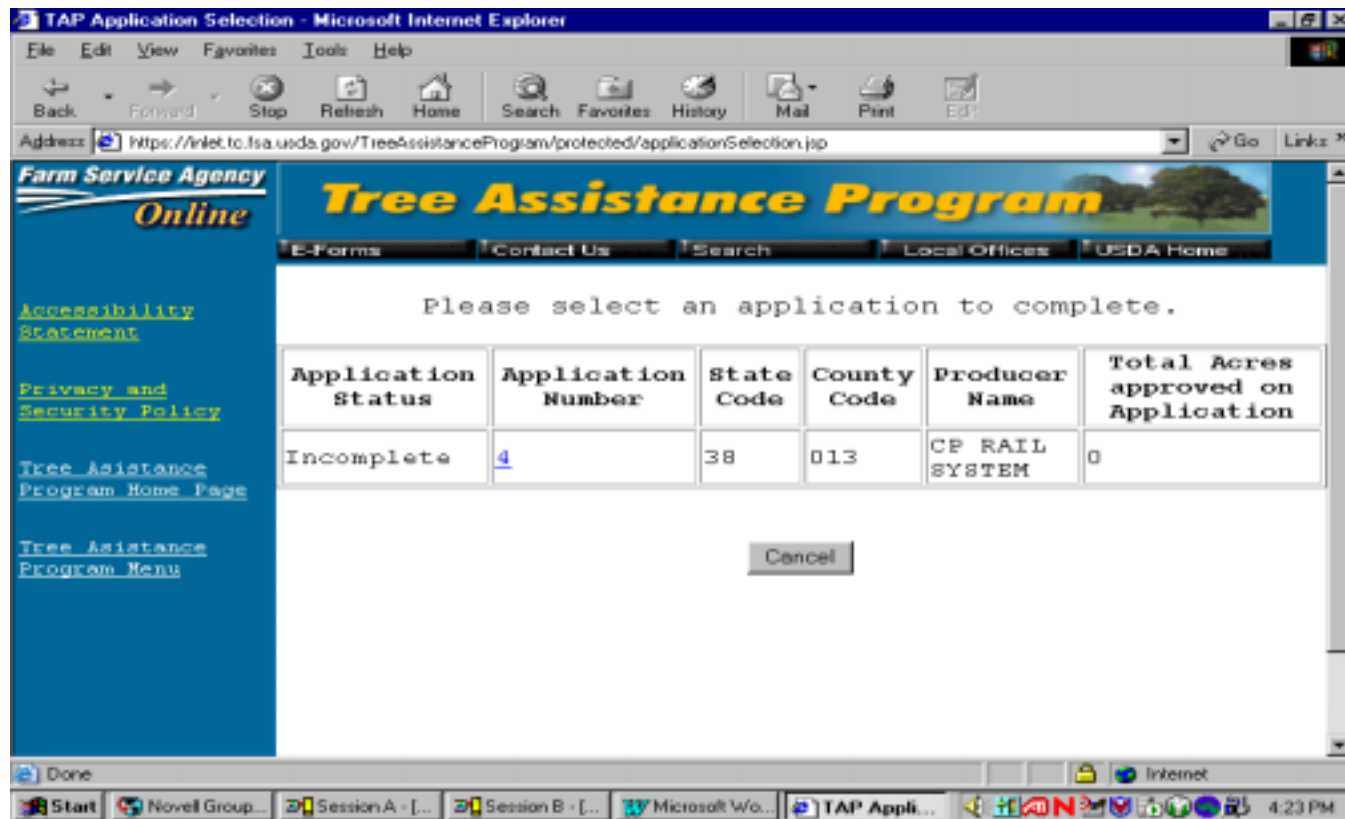 TAP Application Selection - Microsoft Internet Explorer
File Edit View Favorites Tools Help
Back Forward Stop Refresh Home Search Favorites History Mail Print Edit
Address https://inlet.tc.fsa.usda.gov/TreeAssistanceProgram/protected/applicationSelection.jsp Go Links »
Farm Service Agency
Online
Tree Assistance Program
E-Forms Contact Us Search Local Offices USDA Home
Accessibility
Statement
Privacy and
Security Policy
Tree Asistance
Program Home Page
Tree Asistance
Program Menu
Please select an application to complete.
Application Status Application Number State Code County Code Producer Name Total Acres approved on Application
Incomplete 4 38 013 CP RAIL SYSTEM 0
Cancel
Done Internet
Start Novell Group... Session A - [... Session B - [... Microsoft Wo... TAP Appli... 4:23 PM